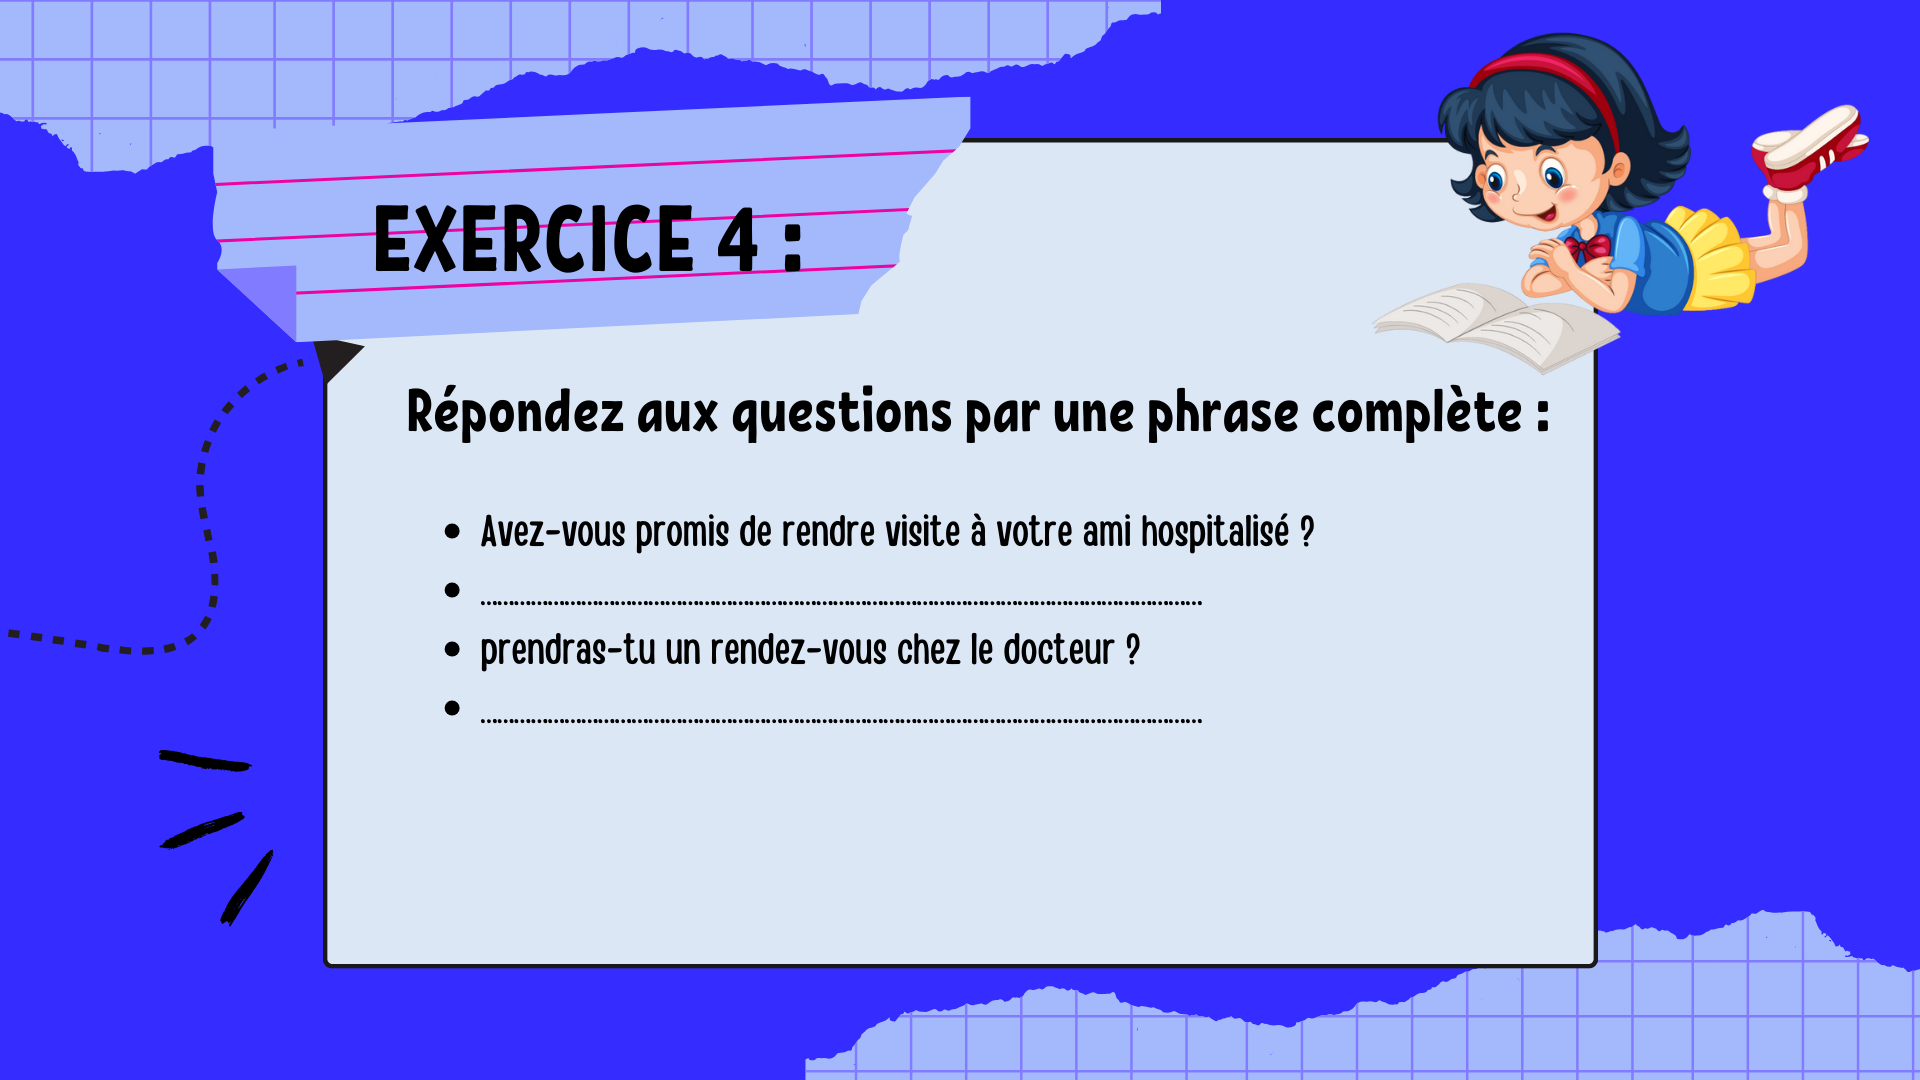 EXERCICE 4 :
Répondez aux questions par une phrase complète :
• Avez-vous promis de rendre visite à votre ami hospitalisé ?
• ........................................................................................................................
• prendras-tu un rendez-vous chez le docteur ?
• ........................................................................................................................